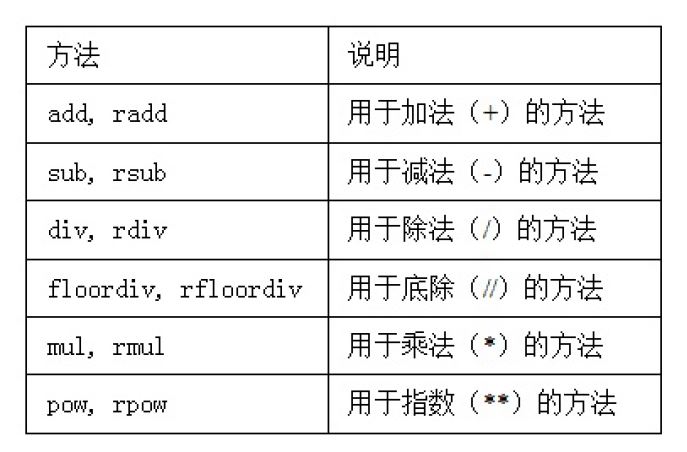 方法 说明
add, radd 用于加法（+）的方法
sub, rsub 用于减法（-）的方法
div, rdiv 用于除法（/）的方法
floordiv, rfloordiv 用于底除（//）的方法
mul, rmul 用于乘法（*）的方法
pow, rpow 用于指数（**）的方法